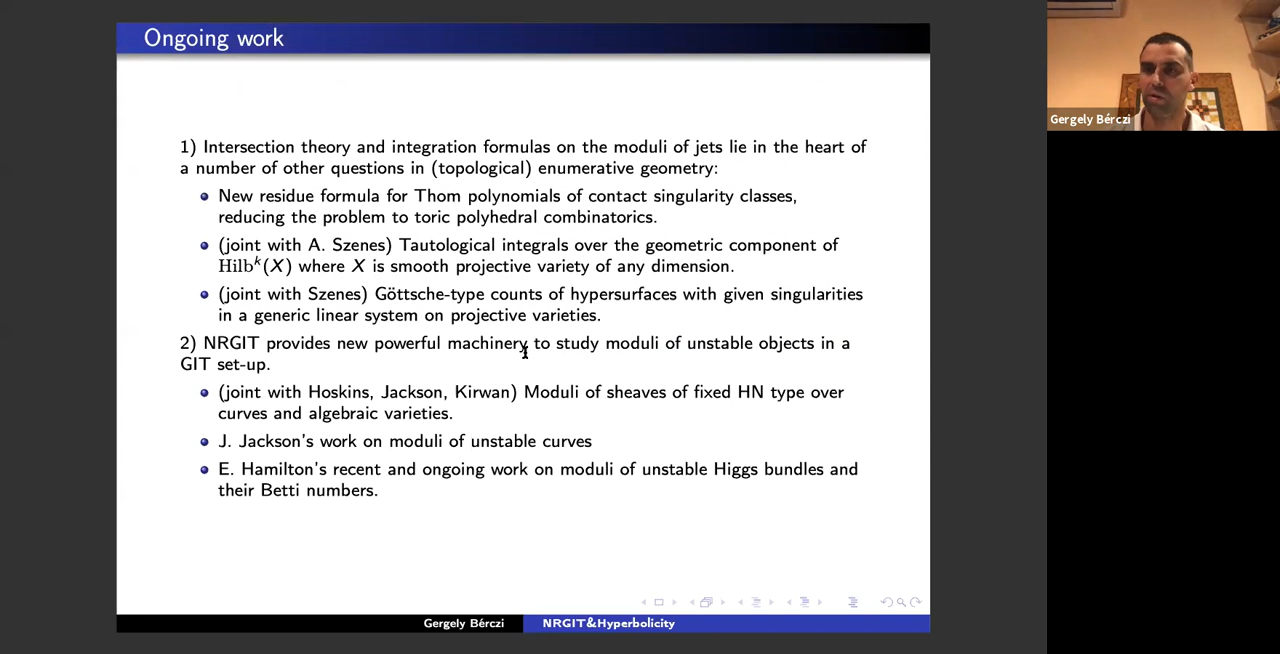 Ongoing work
Gergely Bérczi
1) Intersection theory and integration formulas on the moduli of jets lie in the heart of
a number of other questions in (topological) enumerative geometry:
New residue formula for Thom polynomials of contact singularity classes,
reducing the problem to toric polyhedral combinatorics.
(joint with A. Szenes) Tautological integrals over the geometric component of
Hilb^k(X) where X is smooth projective variety of any dimension.
(joint with Szenes) Göttsche-type counts of hypersurfaces with given singularities
in a generic linear system on projective varieties.
2) NRGIT provides new powerful machinery to study moduli of unstable objects in a
GIT set-up.
(joint with Hoskins, Jackson, Kirwan) Moduli of sheaves of fixed HN type over
curves and algebraic varieties.
J. Jackson's work on moduli of unstable curves
E. Hamilton's recent and ongoing work on moduli of unstable Higgs bundles and
their Betti numbers.
Gergely Bérczi NRGIT&Hyperbolicity